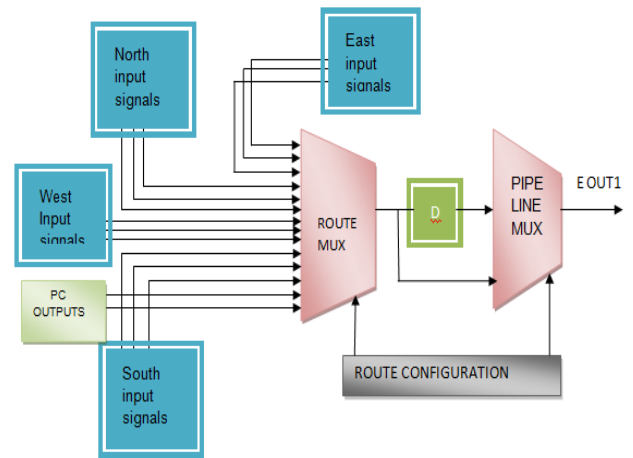 North
input
signals
East
input
signals
West
Input
signals
PC
OUTPUTS
South
input
signals
ROUTE
MUX
D
PIPE
LINE
MUX
E OUT1
ROUTE CONFIGURATION